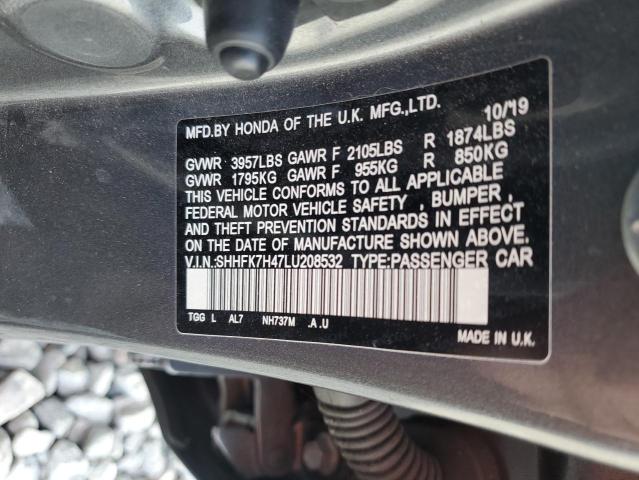 MFD.BY HONDA OF THE U.K. MFG.,LTD. 10/'19
GVWR 3957LBS GAWR F 2105LBS R 1874LBS
GVWR 1795KG GAWR F 955KG R 850KG
THIS VEHICLE CONFORMS TO ALL APPLICABLE
FEDERAL MOTOR VEHICLE SAFETY , BUMPER ,
AND THEFT PREVENTION STANDARDS IN EFFECT
ON THE DATE OF MANUFACTURE SHOWN ABOVE.
V.I.N.:SHHFK7H47LU208532 TYPE:PASSENGER CAR
TGG L AL7 NH737M .A .U
MADE IN U.K.